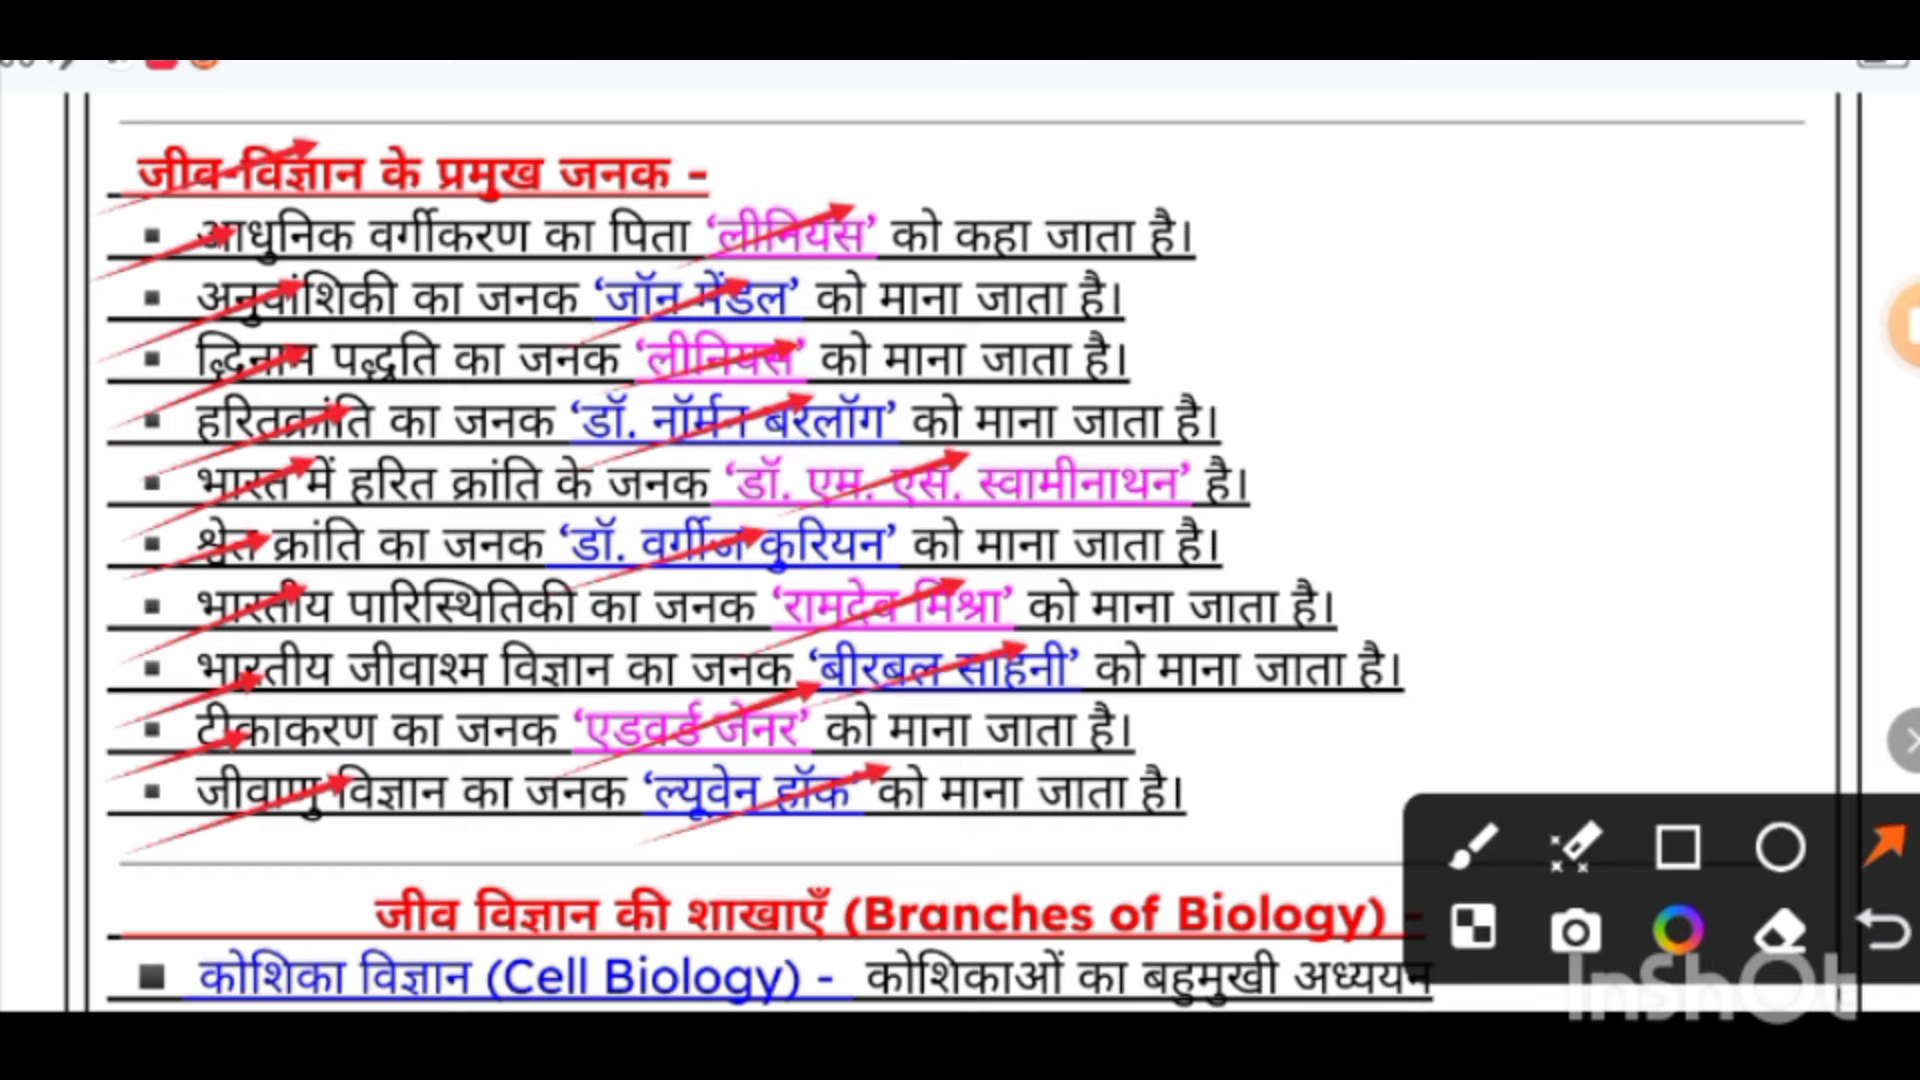 जीव-विज्ञान के प्रमुख जनक -
▪ आधुनिक वर्गीकरण का पिता ‘लीनियस’ को कहा जाता है।
▪ अनुवांशिकी का जनक ‘जॉन मेंडल’ को माना जाता है।
▪ द्विनाम पद्धति का जनक ‘लीनियस’ को माना जाता है।
▪ हरितक्रांति का जनक ‘डॉ. नॉर्मन बरलॉग’ को माना जाता है।
▪ भारत में हरित क्रांति के जनक ‘डॉ. एम. एस. स्वामीनाथन’ है।
▪ श्वेत क्रांति का जनक ‘डॉ. वर्गीज कुरियन’ को माना जाता है।
▪ भारतीय पारिस्थितिकी का जनक ‘रामदेव मिश्रा’ को माना जाता है।
▪ भारतीय जीवाश्म विज्ञान का जनक ‘बीरबल साहनी’ को माना जाता है।
▪ टीकाकरण का जनक ‘एडवर्ड जेनर’ को माना जाता है।
▪ जीवाणु विज्ञान का जनक ‘ल्यूवेन हॉक’ को माना जाता है।
जीव विज्ञान की शाखाएँ (Branches of Biology) -
■ कोशिका विज्ञान (Cell Biology) - कोशिकाओं का बहुमुखी अध्ययन
InShOt